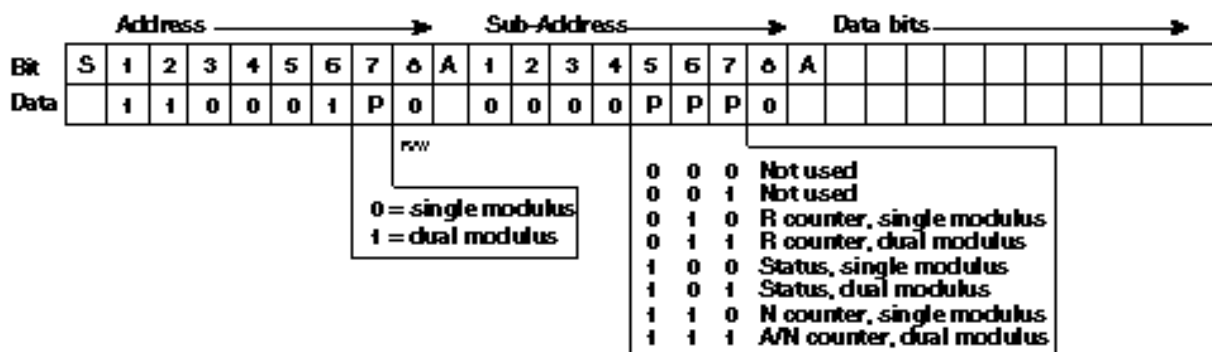 Address Sub-Address Data bits
Bit S 1 2 3 4 5 6 7 8 A 1 2 3 4 5 6 7 8 A
Data 1 1 0 0 0 1 P 0 0 0 0 0 P P P 0
R/W
0 = single modulus
1 = dual modulus
0 0 0 Not used
0 0 1 Not used
0 1 0 R counter, single modulus
0 1 1 R counter, dual modulus
1 0 0 Status, single modulus
1 0 1 Status, dual modulus
1 1 0 N counter, single modulus
1 1 1 A/N counter, dual modulus